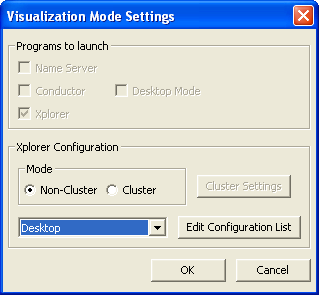 Visualization Mode Settings
Programs to launch
Name Server
Conductor Desktop Mode
Xplorer
Xplorer Configuration
Mode
Non-Cluster Cluster Cluster Settings
Desktop Edit Configuration List
OK Cancel